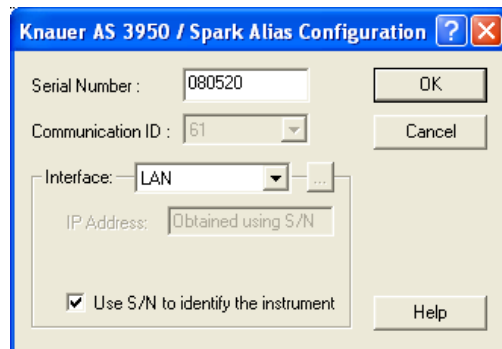 Knauer AS 3950 / Spark Alias Configuration
Serial Number : 080520 OK
Communication ID : 61 Cancel
Interface: LAN ...
IP Address: Obtained using S/N
Use S/N to identify the instrument
Help